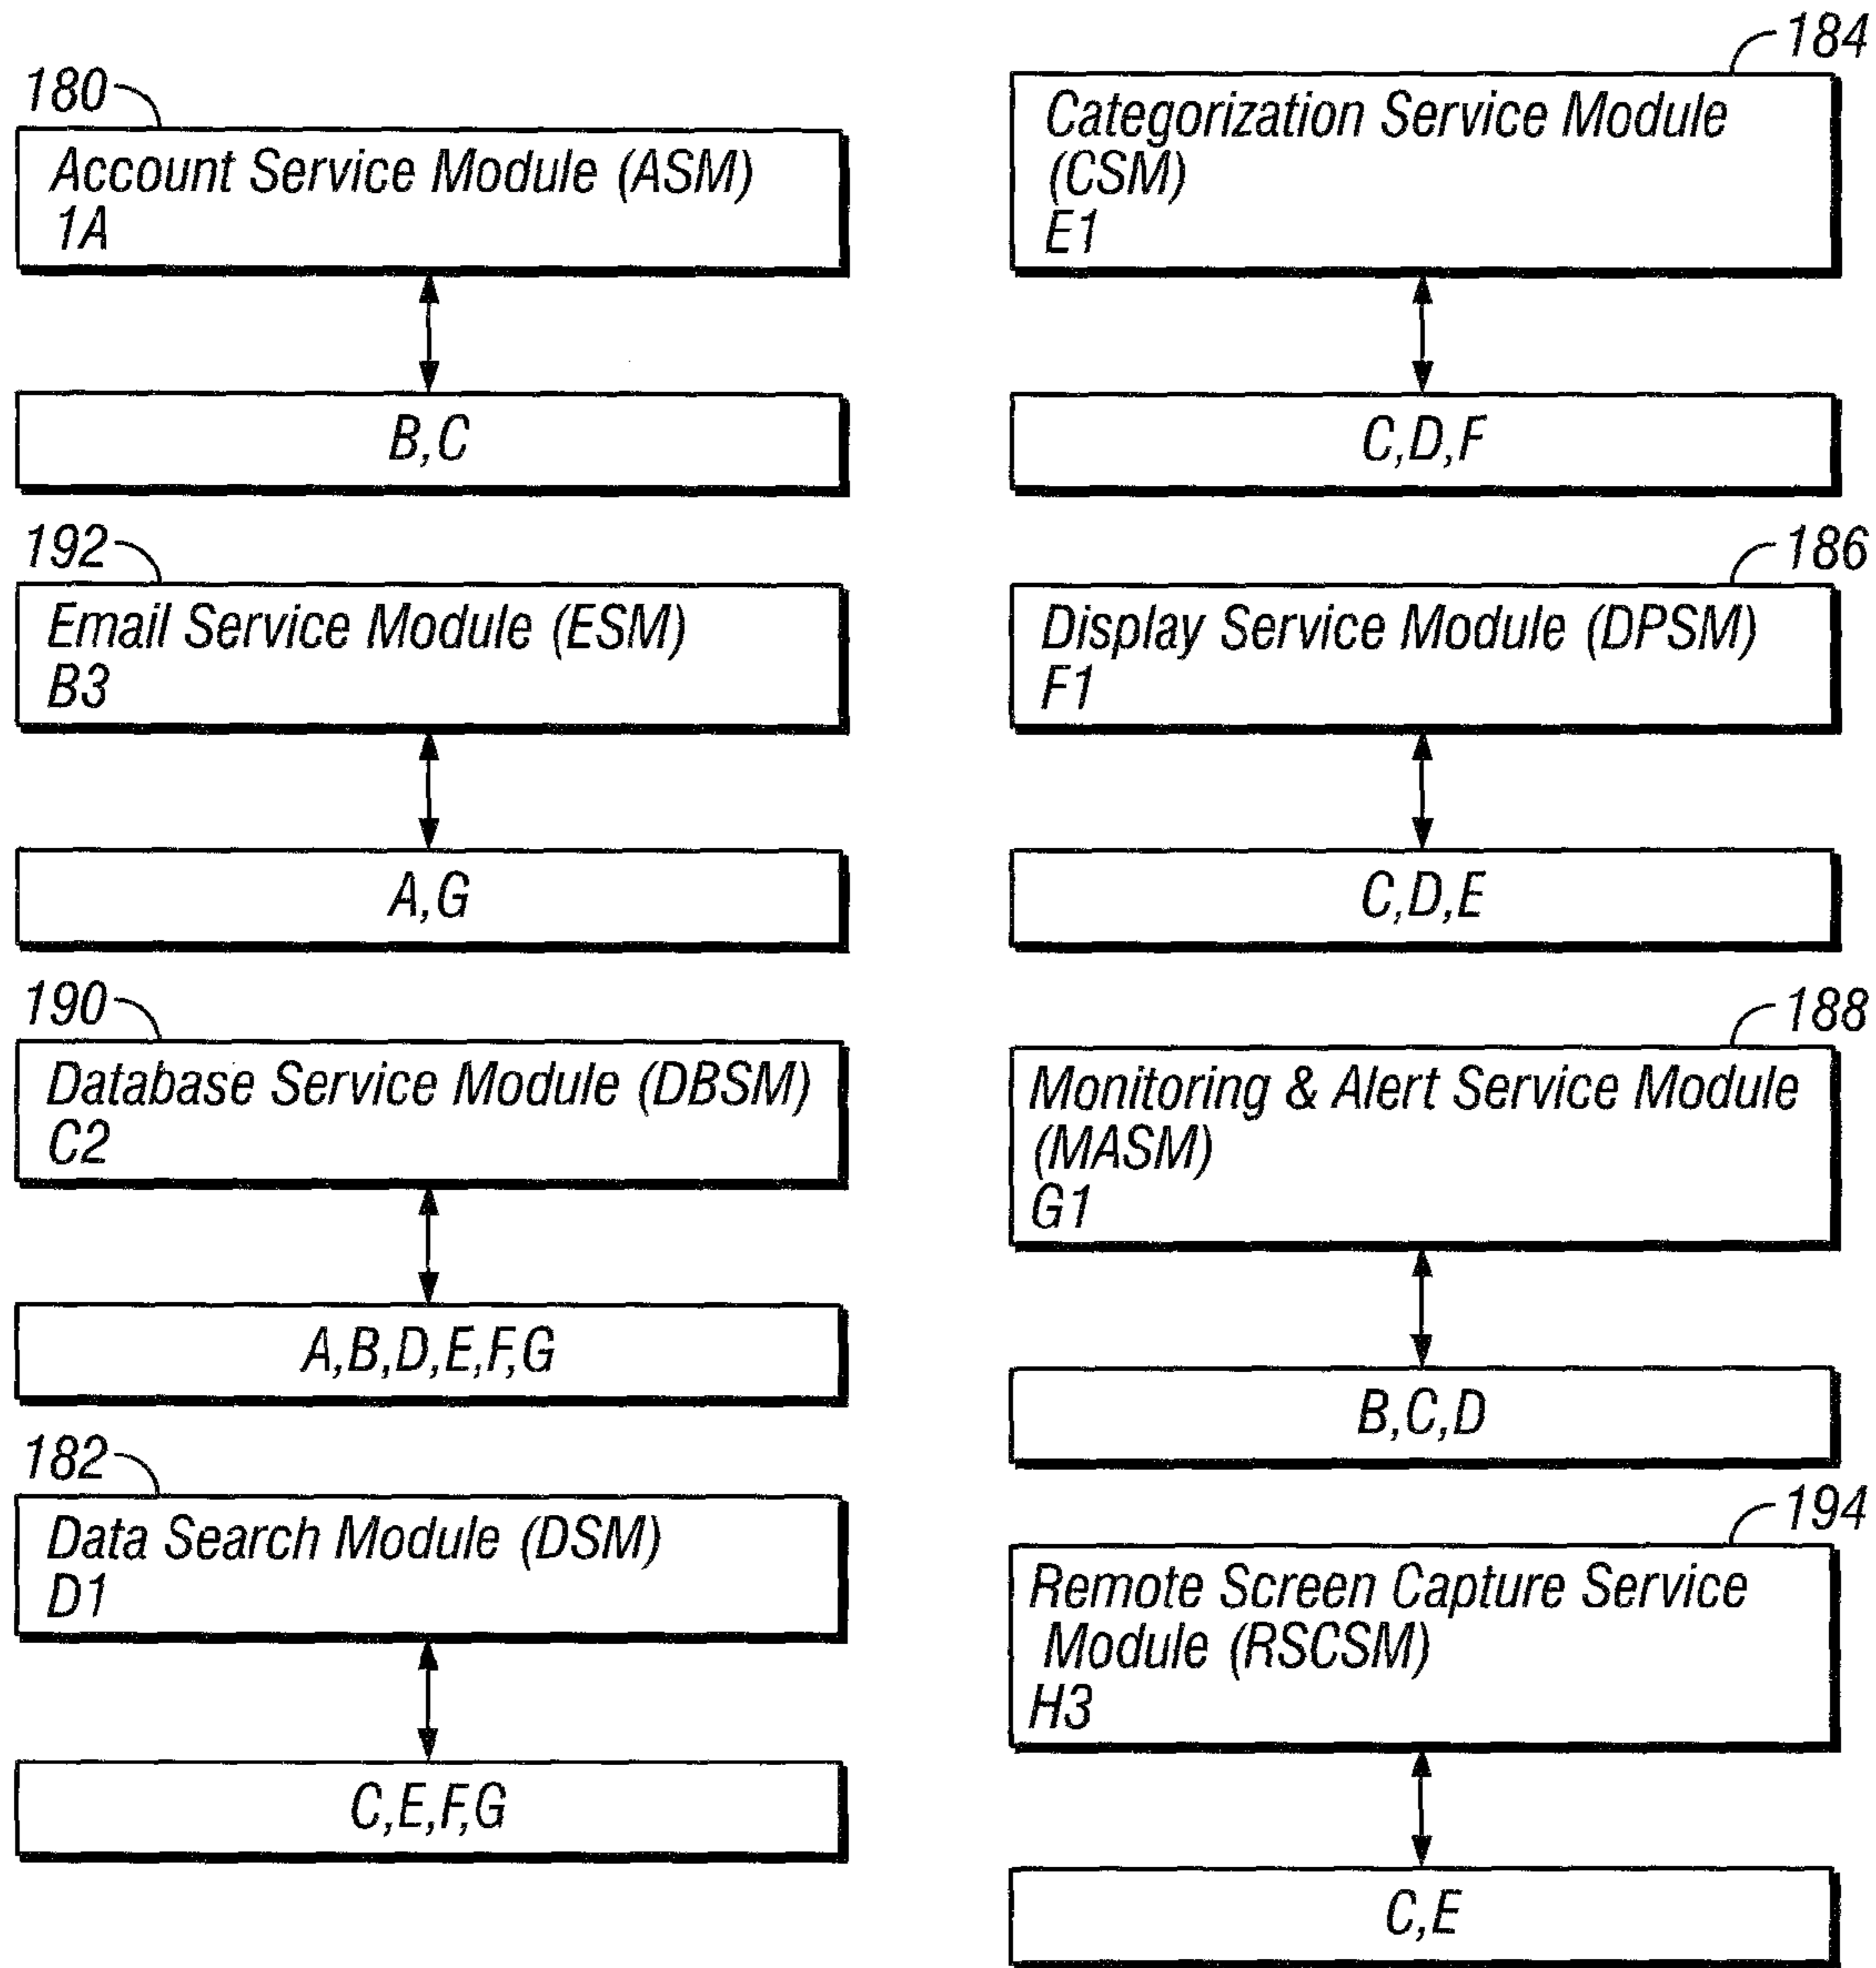 180
Account Service Module (ASM)
1A
B,C
192
Email Service Module (ESM)
B3
A,G
190
Database Service Module (DBSM)
C2
A,B,D,E,F,G
182
Data Search Module (DSM)
D1
C,E,F,G
184
Categorization Service Module
(CSM)
E1
C,D,F
186
Display Service Module (DPSM)
F1
C,D,E
188
Monitoring & Alert Service Module
(MASM)
G1
B,C,D
194
Remote Screen Capture Service
Module (RSCSM)
H3
C,E